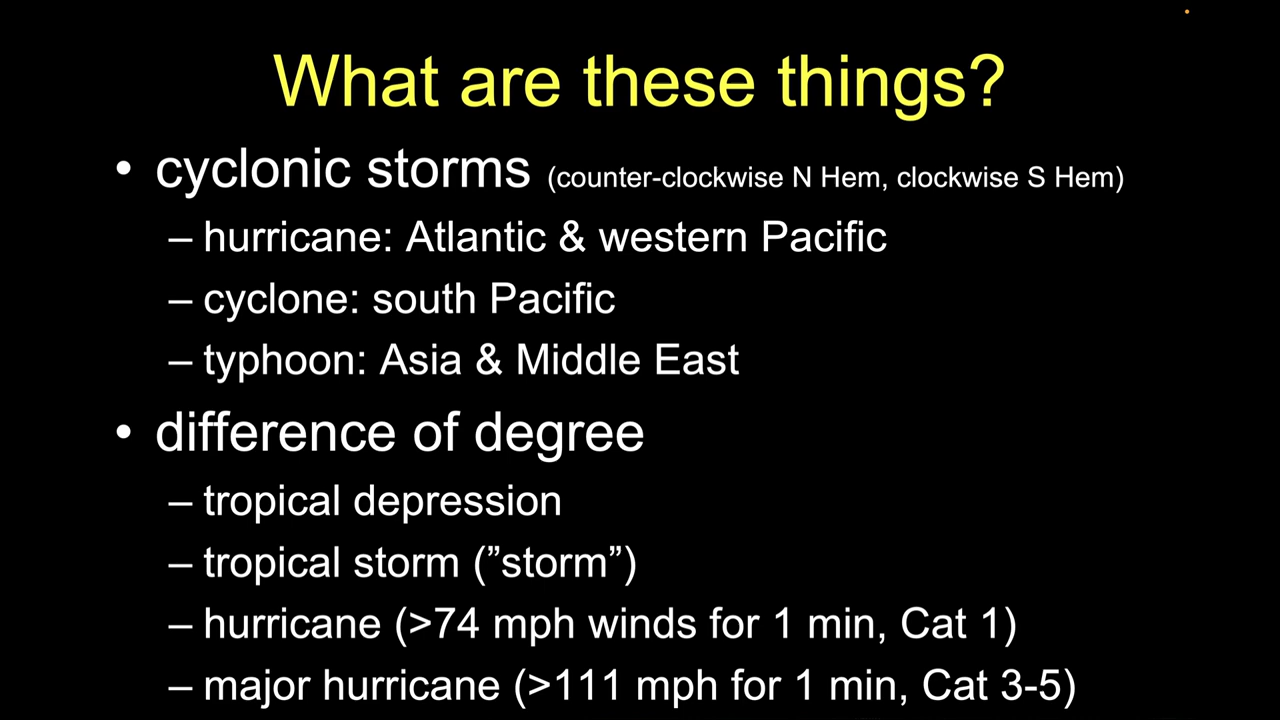 What are these things?
• cyclonic storms (counter-clockwise N Hem, clockwise S Hem)
– hurricane: Atlantic & western Pacific
– cyclone: south Pacific
– typhoon: Asia & Middle East
• difference of degree
– tropical depression
– tropical storm (”storm”)
– hurricane (>74 mph winds for 1 min, Cat 1)
– major hurricane (>111 mph for 1 min, Cat 3-5)